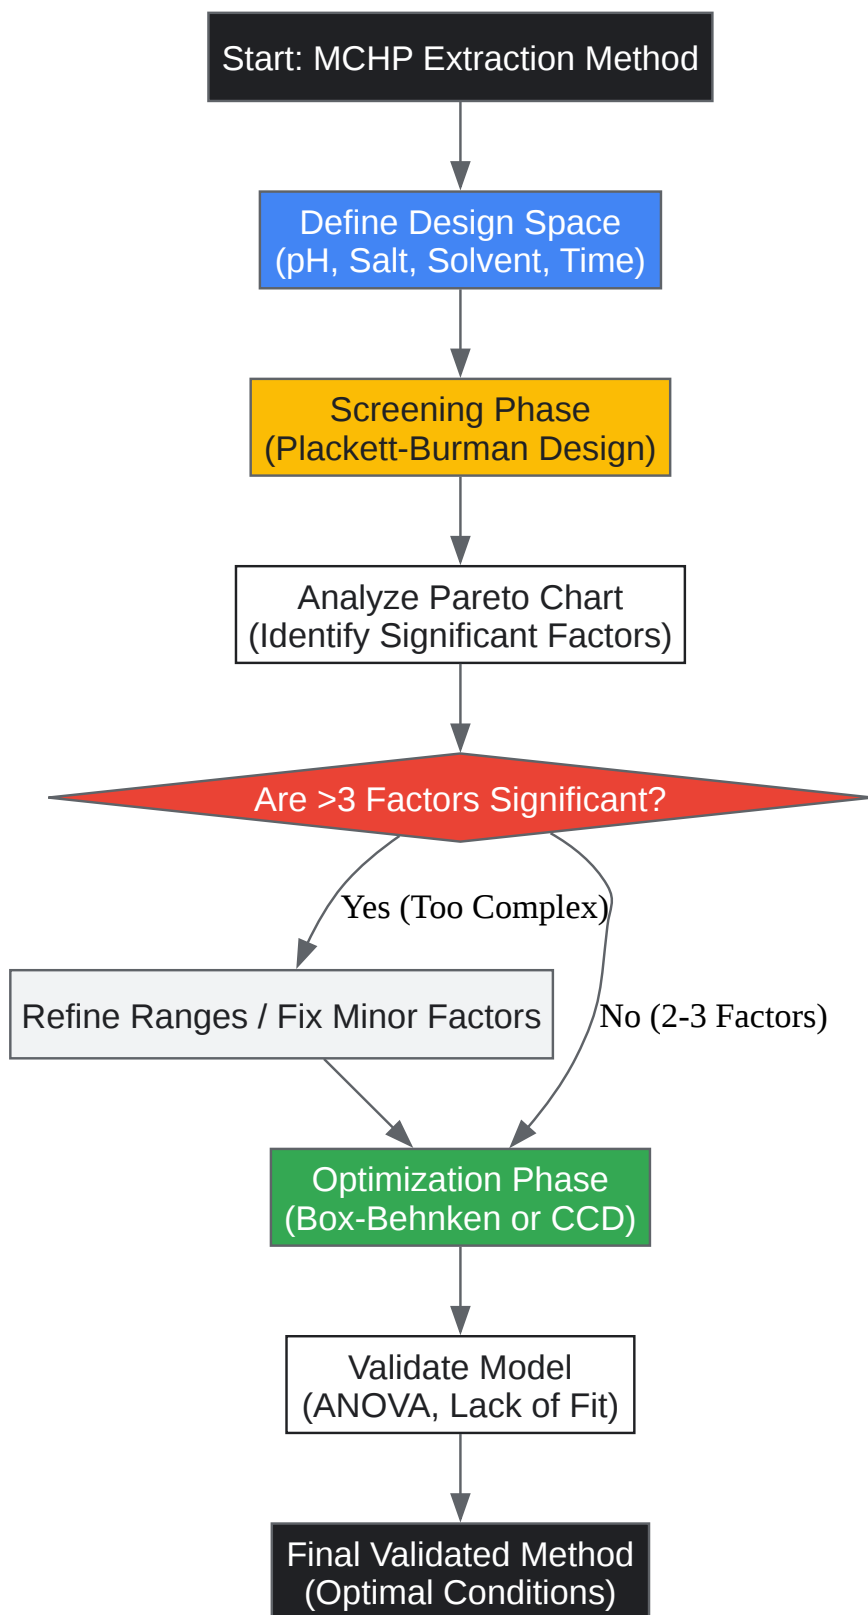 Start: MCHP Extraction Method
Define Design Space
(pH, Salt, Solvent, Time)
Screening Phase
(Plackett-Burman Design)
Analyze Pareto Chart
(Identify Significant Factors)
Are >3 Factors Significant?
Yes (Too Complex)
Refine Ranges / Fix Minor Factors
No (2-3 Factors)
Optimization Phase
(Box-Behnken or CCD)
Validate Model
(ANOVA, Lack of Fit)
Final Validated Method
(Optimal Conditions)